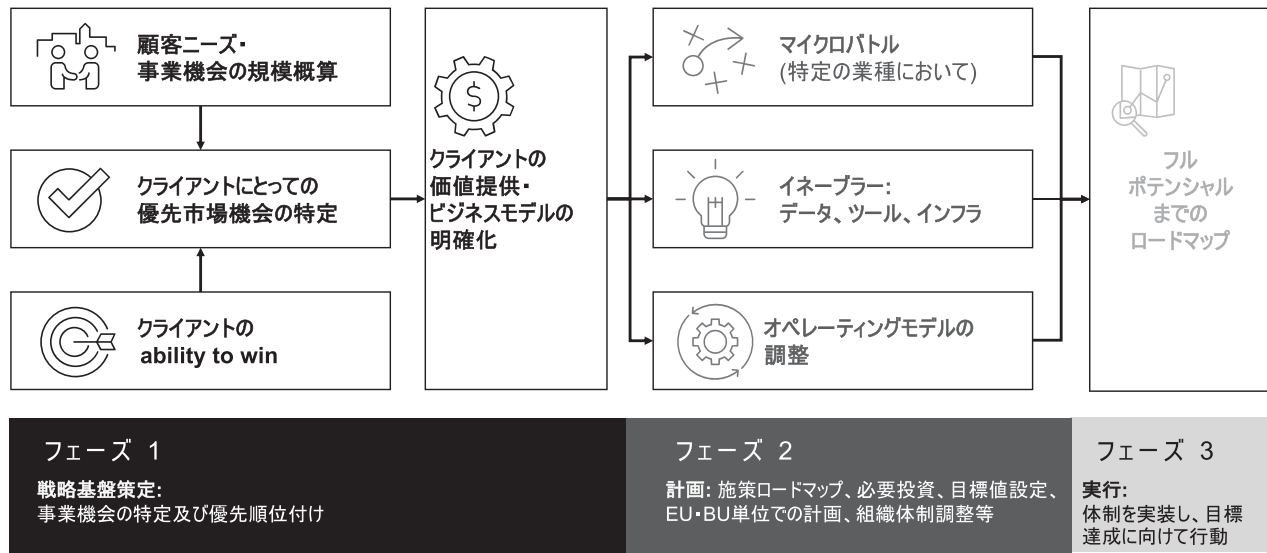 顧客ニーズ・
事業機会の規模概算
クライアントにとっての
優先市場機会の特定
クライアントの
ability to win
$
クライアントの
価値提供・
ビジネスモデルの
明確化
マイクロバトル
(特定の業種において)
イネーブラー:
データ、ツール、インフラ
オペレーティングモデルの
調整
フル
ポテンシャル
までの
ロードマップ
フェーズ 1
戦略基盤策定:
事業機会の特定及び優先順位付け
フェーズ 2
計画: 施策ロードマップ、必要投資、目標値設定、
EU・BU単位での計画、組織体制調整等
フェーズ 3
実行:
体制を実装し、目標
達成に向けて行動